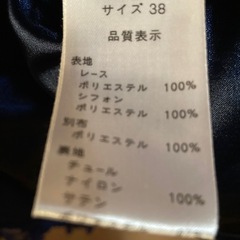 サイズ 38
品質表示
表地
レース
ポリエステル 100%
シフォン
ポリエステル 100%
別布
ポリエステル 100%
裏地
チュール
ナイロン 100%
サテン